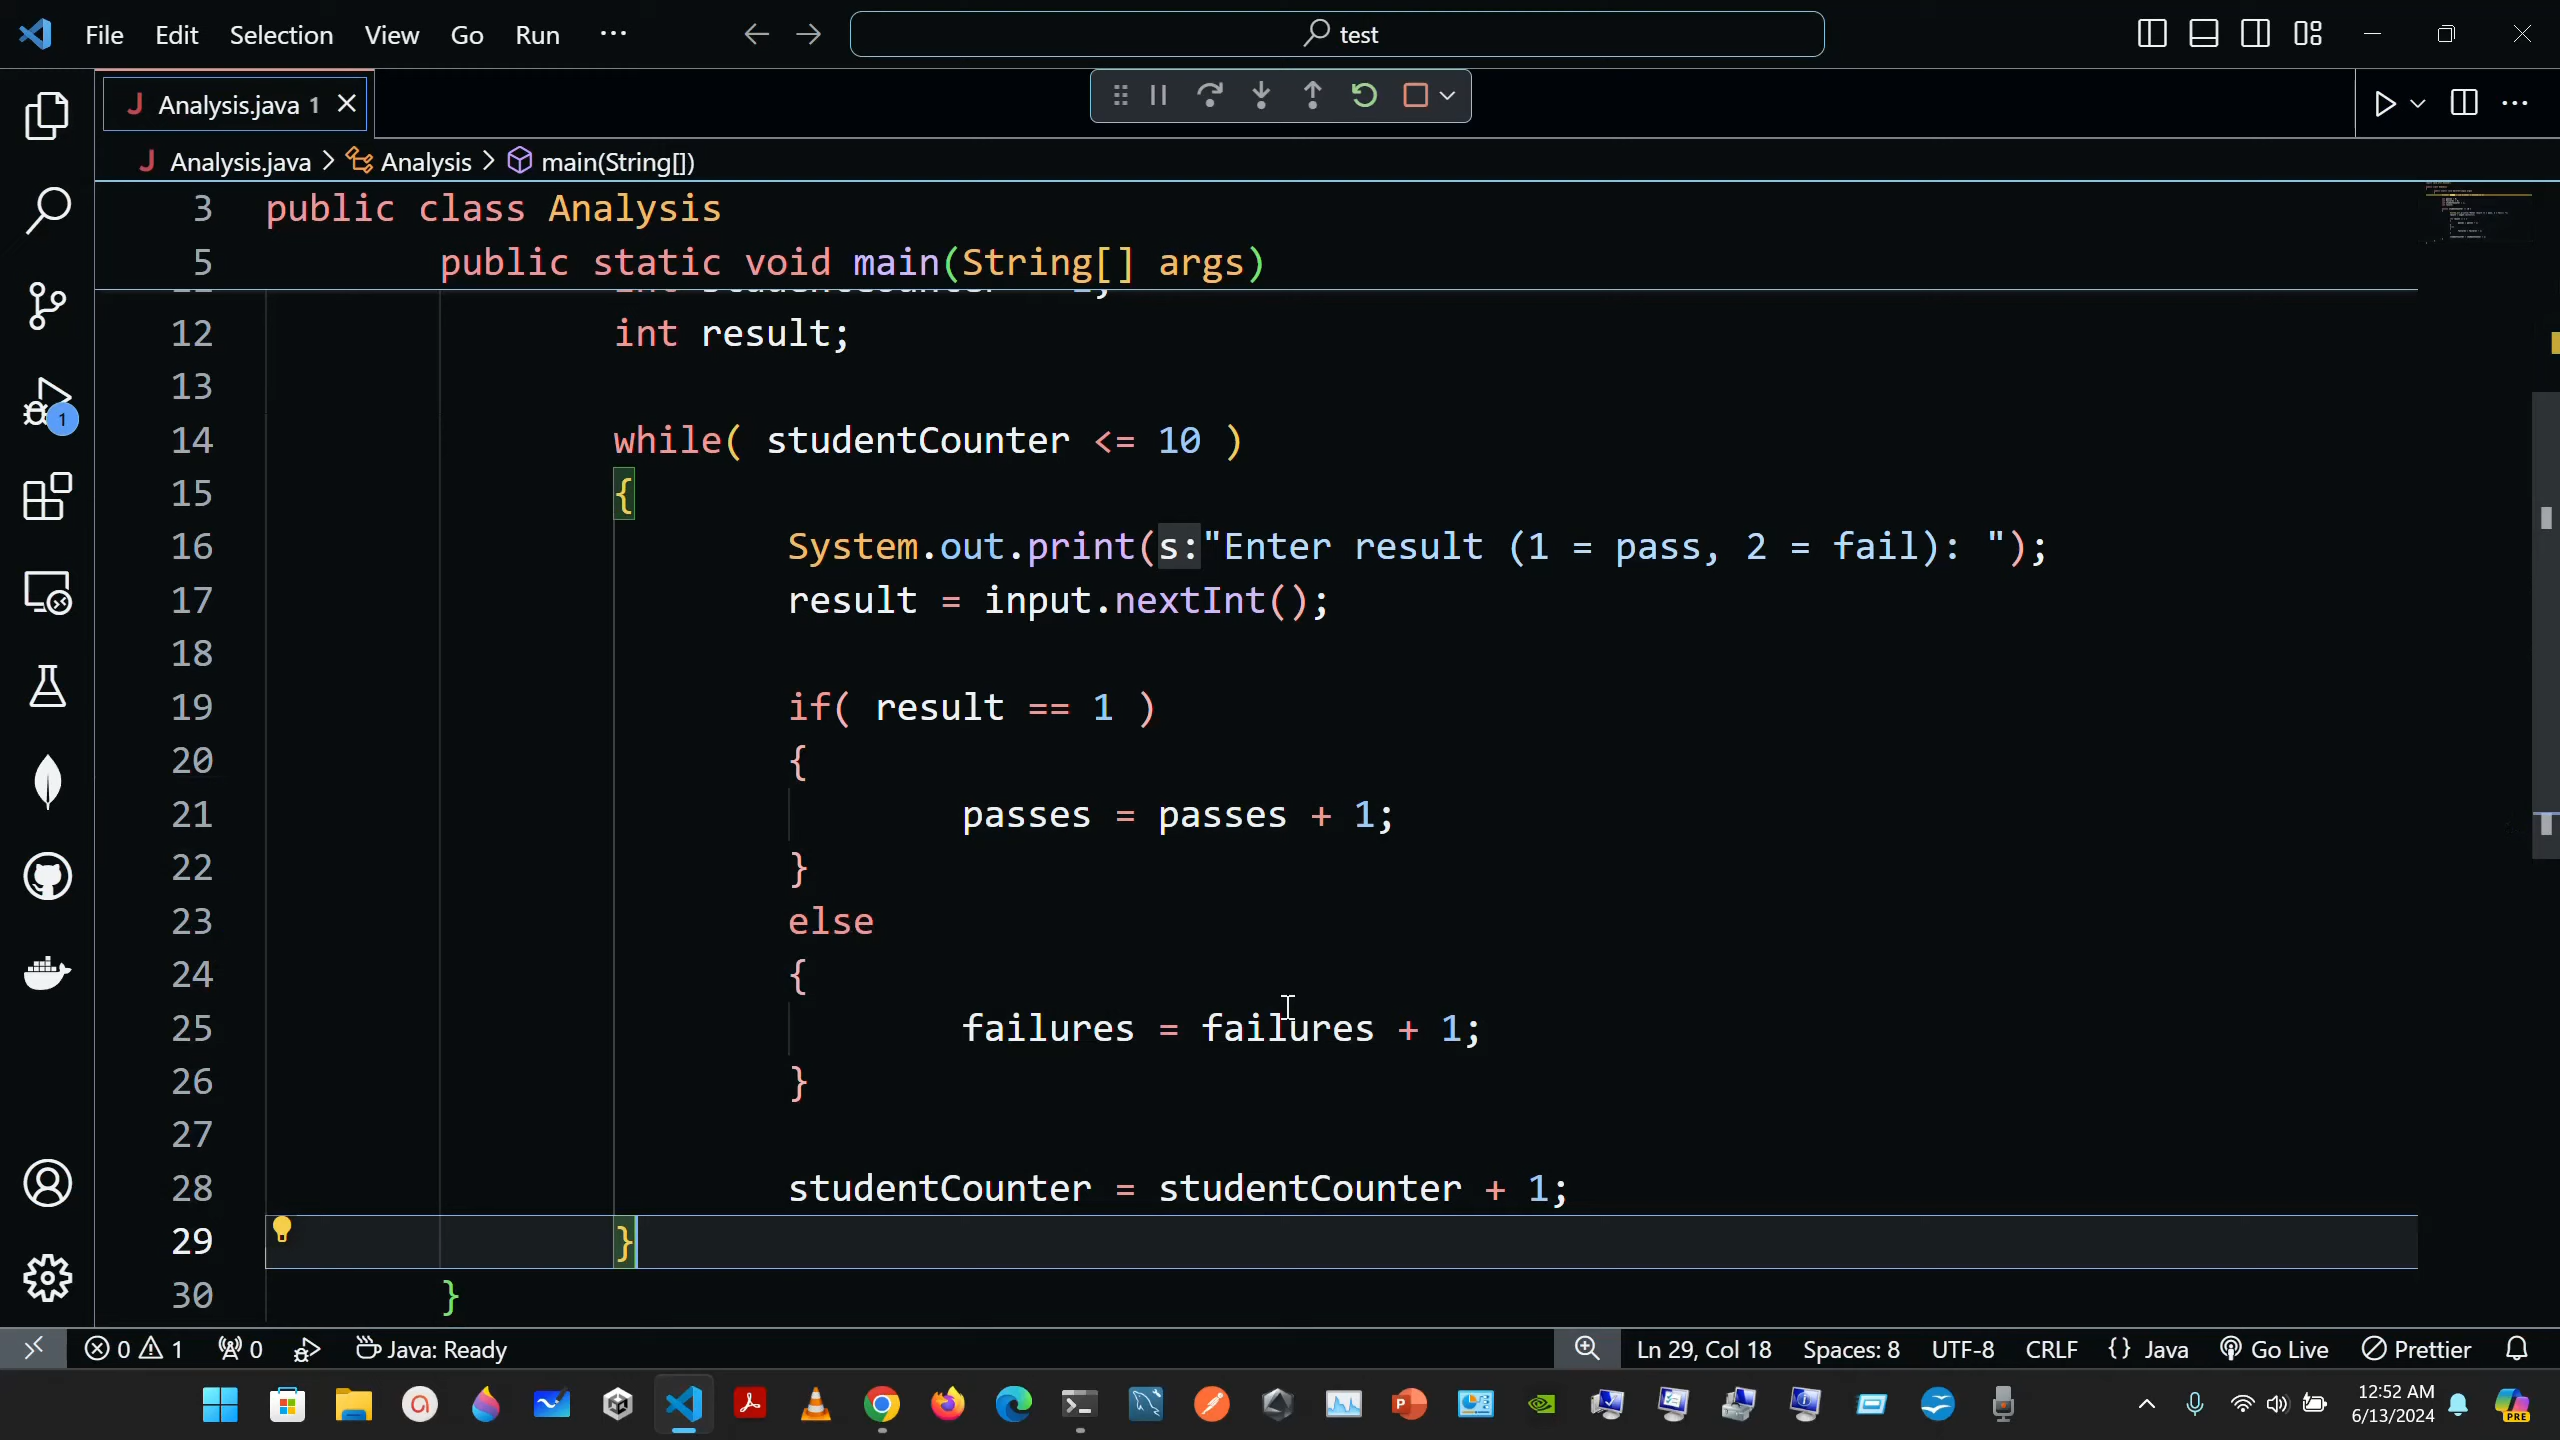 File Edit Selection View Go Run ··· test
Analysis.java 1
Analysis.java > Analysis > main(String[])
3 public class Analysis
5 public static void main(String[] args)
12 int result;
13
14 while( studentCounter <= 10 )
15 {
16 System.out.print(s:"Enter result (1 = pass, 2 = fail): ");
17 result = input.nextInt();
18
19 if( result == 1 )
20 {
21 passes = passes + 1;
22 }
23 else
24 {
25 failures = failures + 1;
26 }
27
28 studentCounter = studentCounter + 1;
29 }
30 }
1
0 1 0 Java: Ready Ln 29, Col 18 Spaces: 8 UTF-8 CRLF {} Java Go Live Prettier
12:52 AM
6/13/2024
PRE